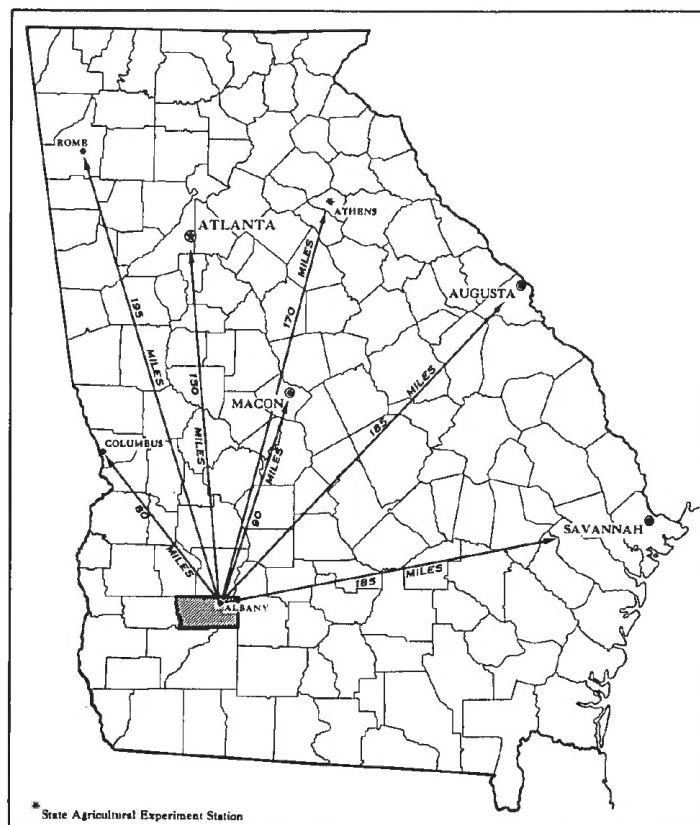 ROME
* ATHENS
ATLANTA
AUGUSTA
195 MILES
150 MILES
170 MILES
MACON
90 MILES
185 MILES
COLUMBUS
80 MILES
SAVANNAH
185 MILES
ALBANY
* State Agricultural Experiment Station